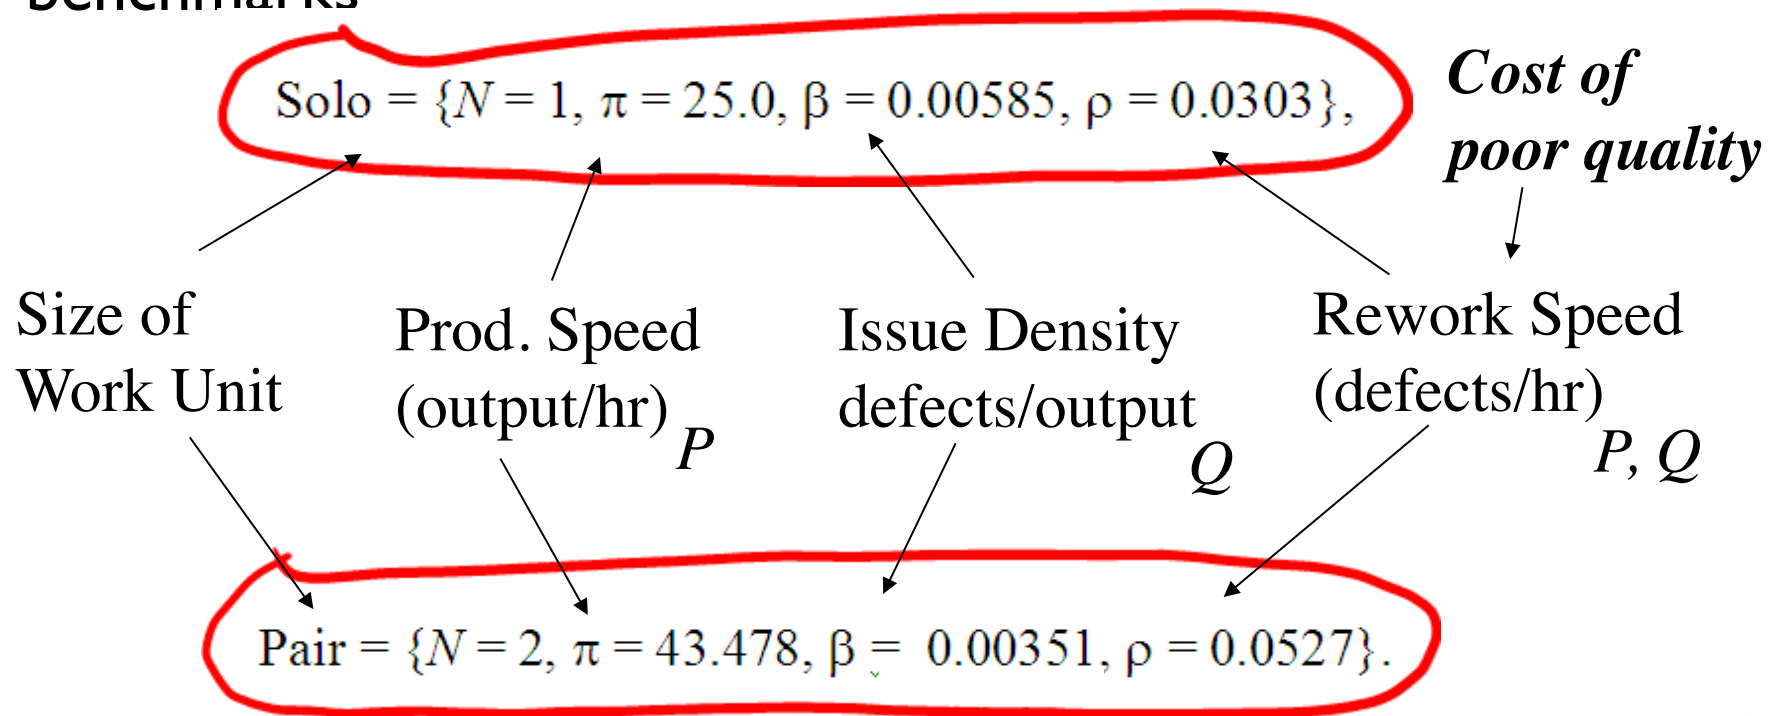 benchmarks
Solo = {N = 1, π = 25.0, β = 0.00585, ρ = 0.0303},
Cost of
poor quality
Size of
Work Unit
Prod. Speed
(output/hr) P
Issue Density
defects/output
Q
Rework Speed
(defects/hr)
P, Q
Pair = {N = 2, π = 43.478, β = 0.00351, ρ = 0.0527}.